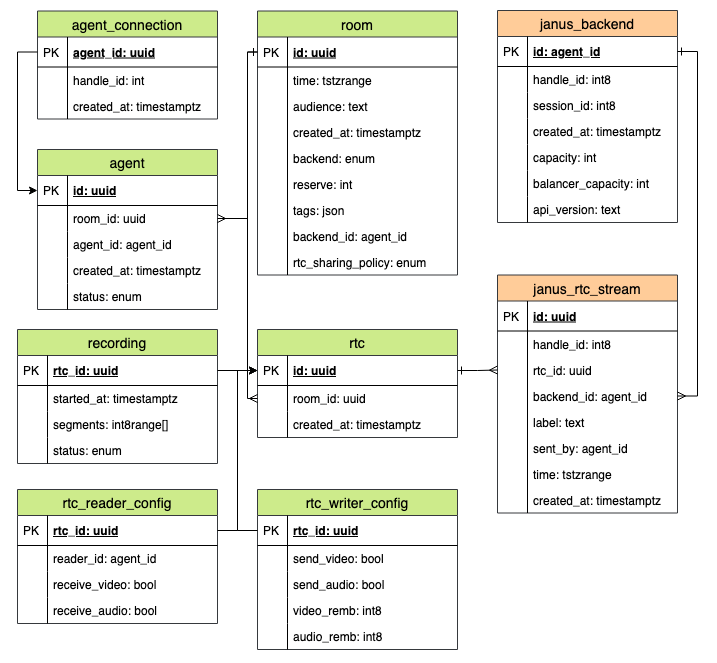 agent_connection
PK agent_id: uuid
handle_id: int
created_at: timestamptz
agent
PK id: uuid
room_id: uuid
agent_id: agent_id
created_at: timestamptz
status: enum
recording
PK rtc_id: uuid
started_at: timestamptz
segments: int8range[]
status: enum
rtc_reader_config
PK rtc_id: uuid
reader_id: agent_id
receive_video: bool
receive_audio: bool
room
PK id: uuid
time: tstzrange
audience: text
created_at: timestamptz
backend: enum
reserve: int
tags: json
backend_id: agent_id
rtc_sharing_policy: enum
rtc
PK id: uuid
room_id: uuid
created_at: timestamptz
rtc_writer_config
PK rtc_id: uuid
send_video: bool
send_audio: bool
video_remb: int8
audio_remb: int8
janus_backend
PK id: agent_id
handle_id: int8
session_id: int8
created_at: timestamptz
capacity: int
balancer_capacity: int
api_version: text
janus_rtc_stream
PK id: uuid
handle_id: int8
rtc_id: uuid
backend_id: agent_id
label: text
sent_by: agent_id
time: tstzrange
created_at: timestamptz